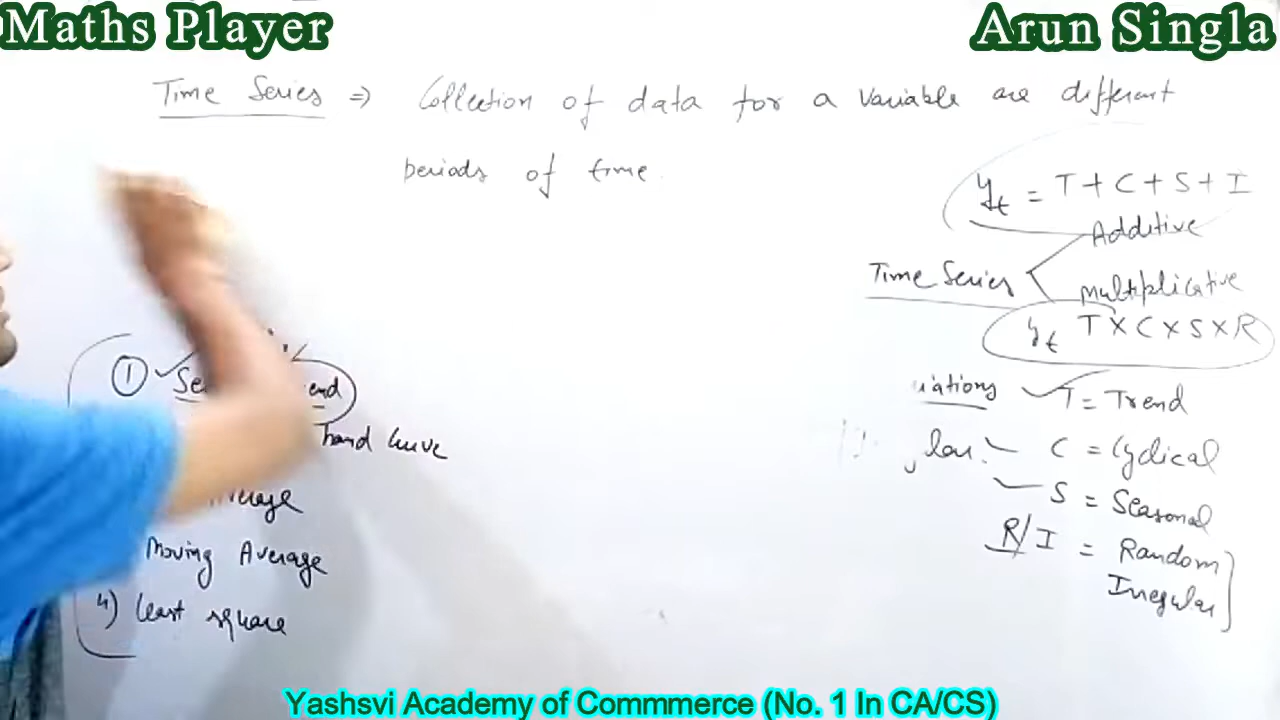 Maths Player
Arun Singla
Time Series ⇒ Collection of data for a variable are different
periods of time.
yt = T + C + S + I
Additive
Time Series
multiplicative
yt T × C × S × R
①
T = Trend
hand Curve
C = Cyclical
S = Seasonal
Moving Average
R/I = Random
Irregular
4) least square
Yashsvi Academy of Commmerce (No. 1 In CA/CS)